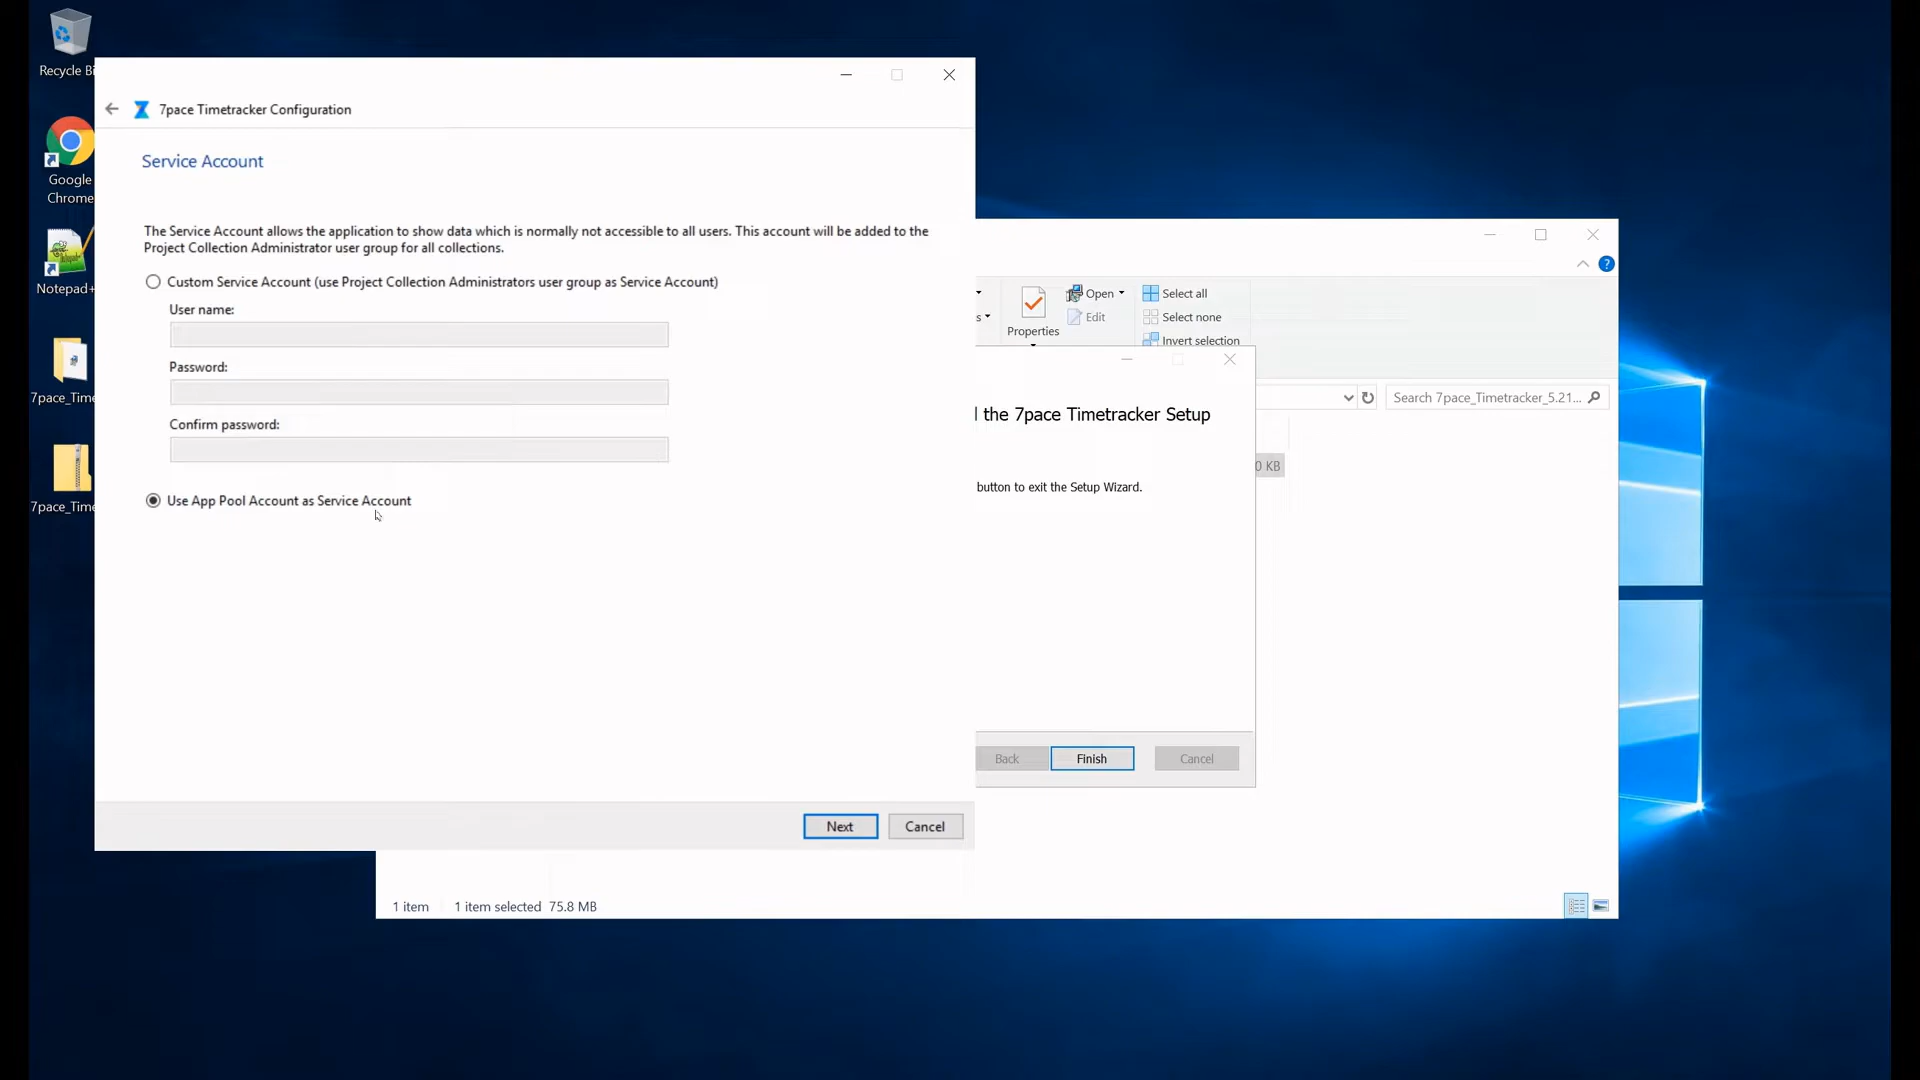 Recycle Bi
Google
Chrome
Notepad+
7pace_Time
7pace_Time
7pace Timetracker Configuration
Service Account
The Service Account allows the application to show data which is normally not accessible to all users. This account will be added to the
Project Collection Administrator user group for all collections.
Custom Service Account (use Project Collection Administrators user group as Service Account)
User name:
Password:
Confirm password:
Use App Pool Account as Service Account
Next
Cancel
Properties
Open
Edit
Select all
Select none
Invert selection
Search 7pace_Timetracker_5.21...
0 KB
the 7pace Timetracker Setup
button to exit the Setup Wizard.
Back
Finish
Cancel
1 item
1 item selected 75.8 MB